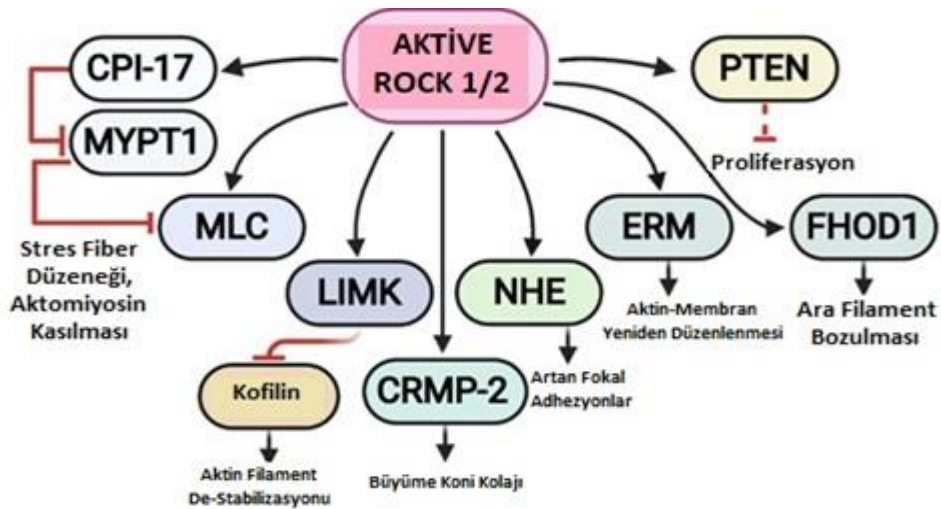 AKTİVE
ROCK 1/2
CPI-17
PTEN
MYPT1
Proliferasyon
MLC
ERM
FHOD1
Stres Fiber
Düzeneği,
Aktomiyosin
Kasılması
LIMK
NHE
Aktin-Membran
Yeniden Düzenlenmesi
Ara Filament
Bozulması
Kofilin
CRMP-2
Artan Fokal
Adhezyonlar
Aktin Filament
De-Stabilizasyonu
Büyüme Koni Kolajı